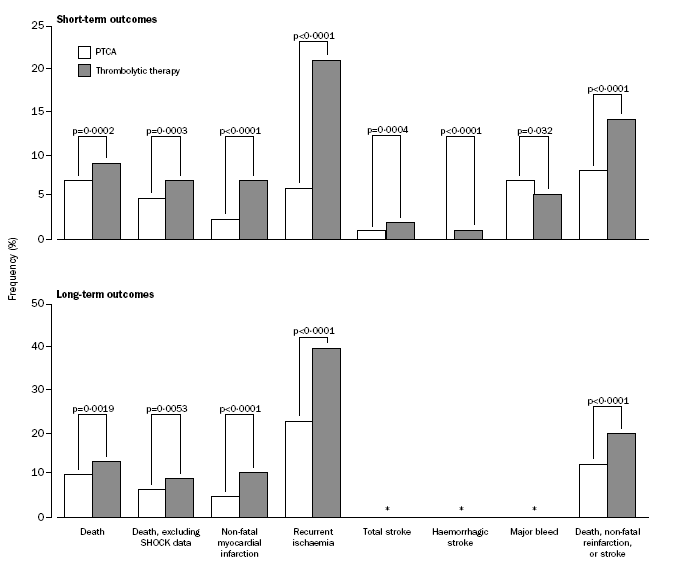 Short-term outcomes
25
20
15
10
5
0
PTCA
Thrombolytic therapy
p=0·0002
p=0·0003
p<0·0001
p<0·0001
p=0·0004
p<0·0001
p=0·032
p<0·0001
Frequency (%)
Long-term outcomes
50
40
30
20
10
0
p=0·0019
p=0·0053
p<0·0001
p<0·0001
p<0·0001
*
*
*
Death
Death, excluding
SHOCK data
Non-fatal
myocardial
infarction
Recurrent
ischaemia
Total stroke
Haemorrhagic
stroke
Major bleed
Death, non-fatal
reinfarction,
or stroke